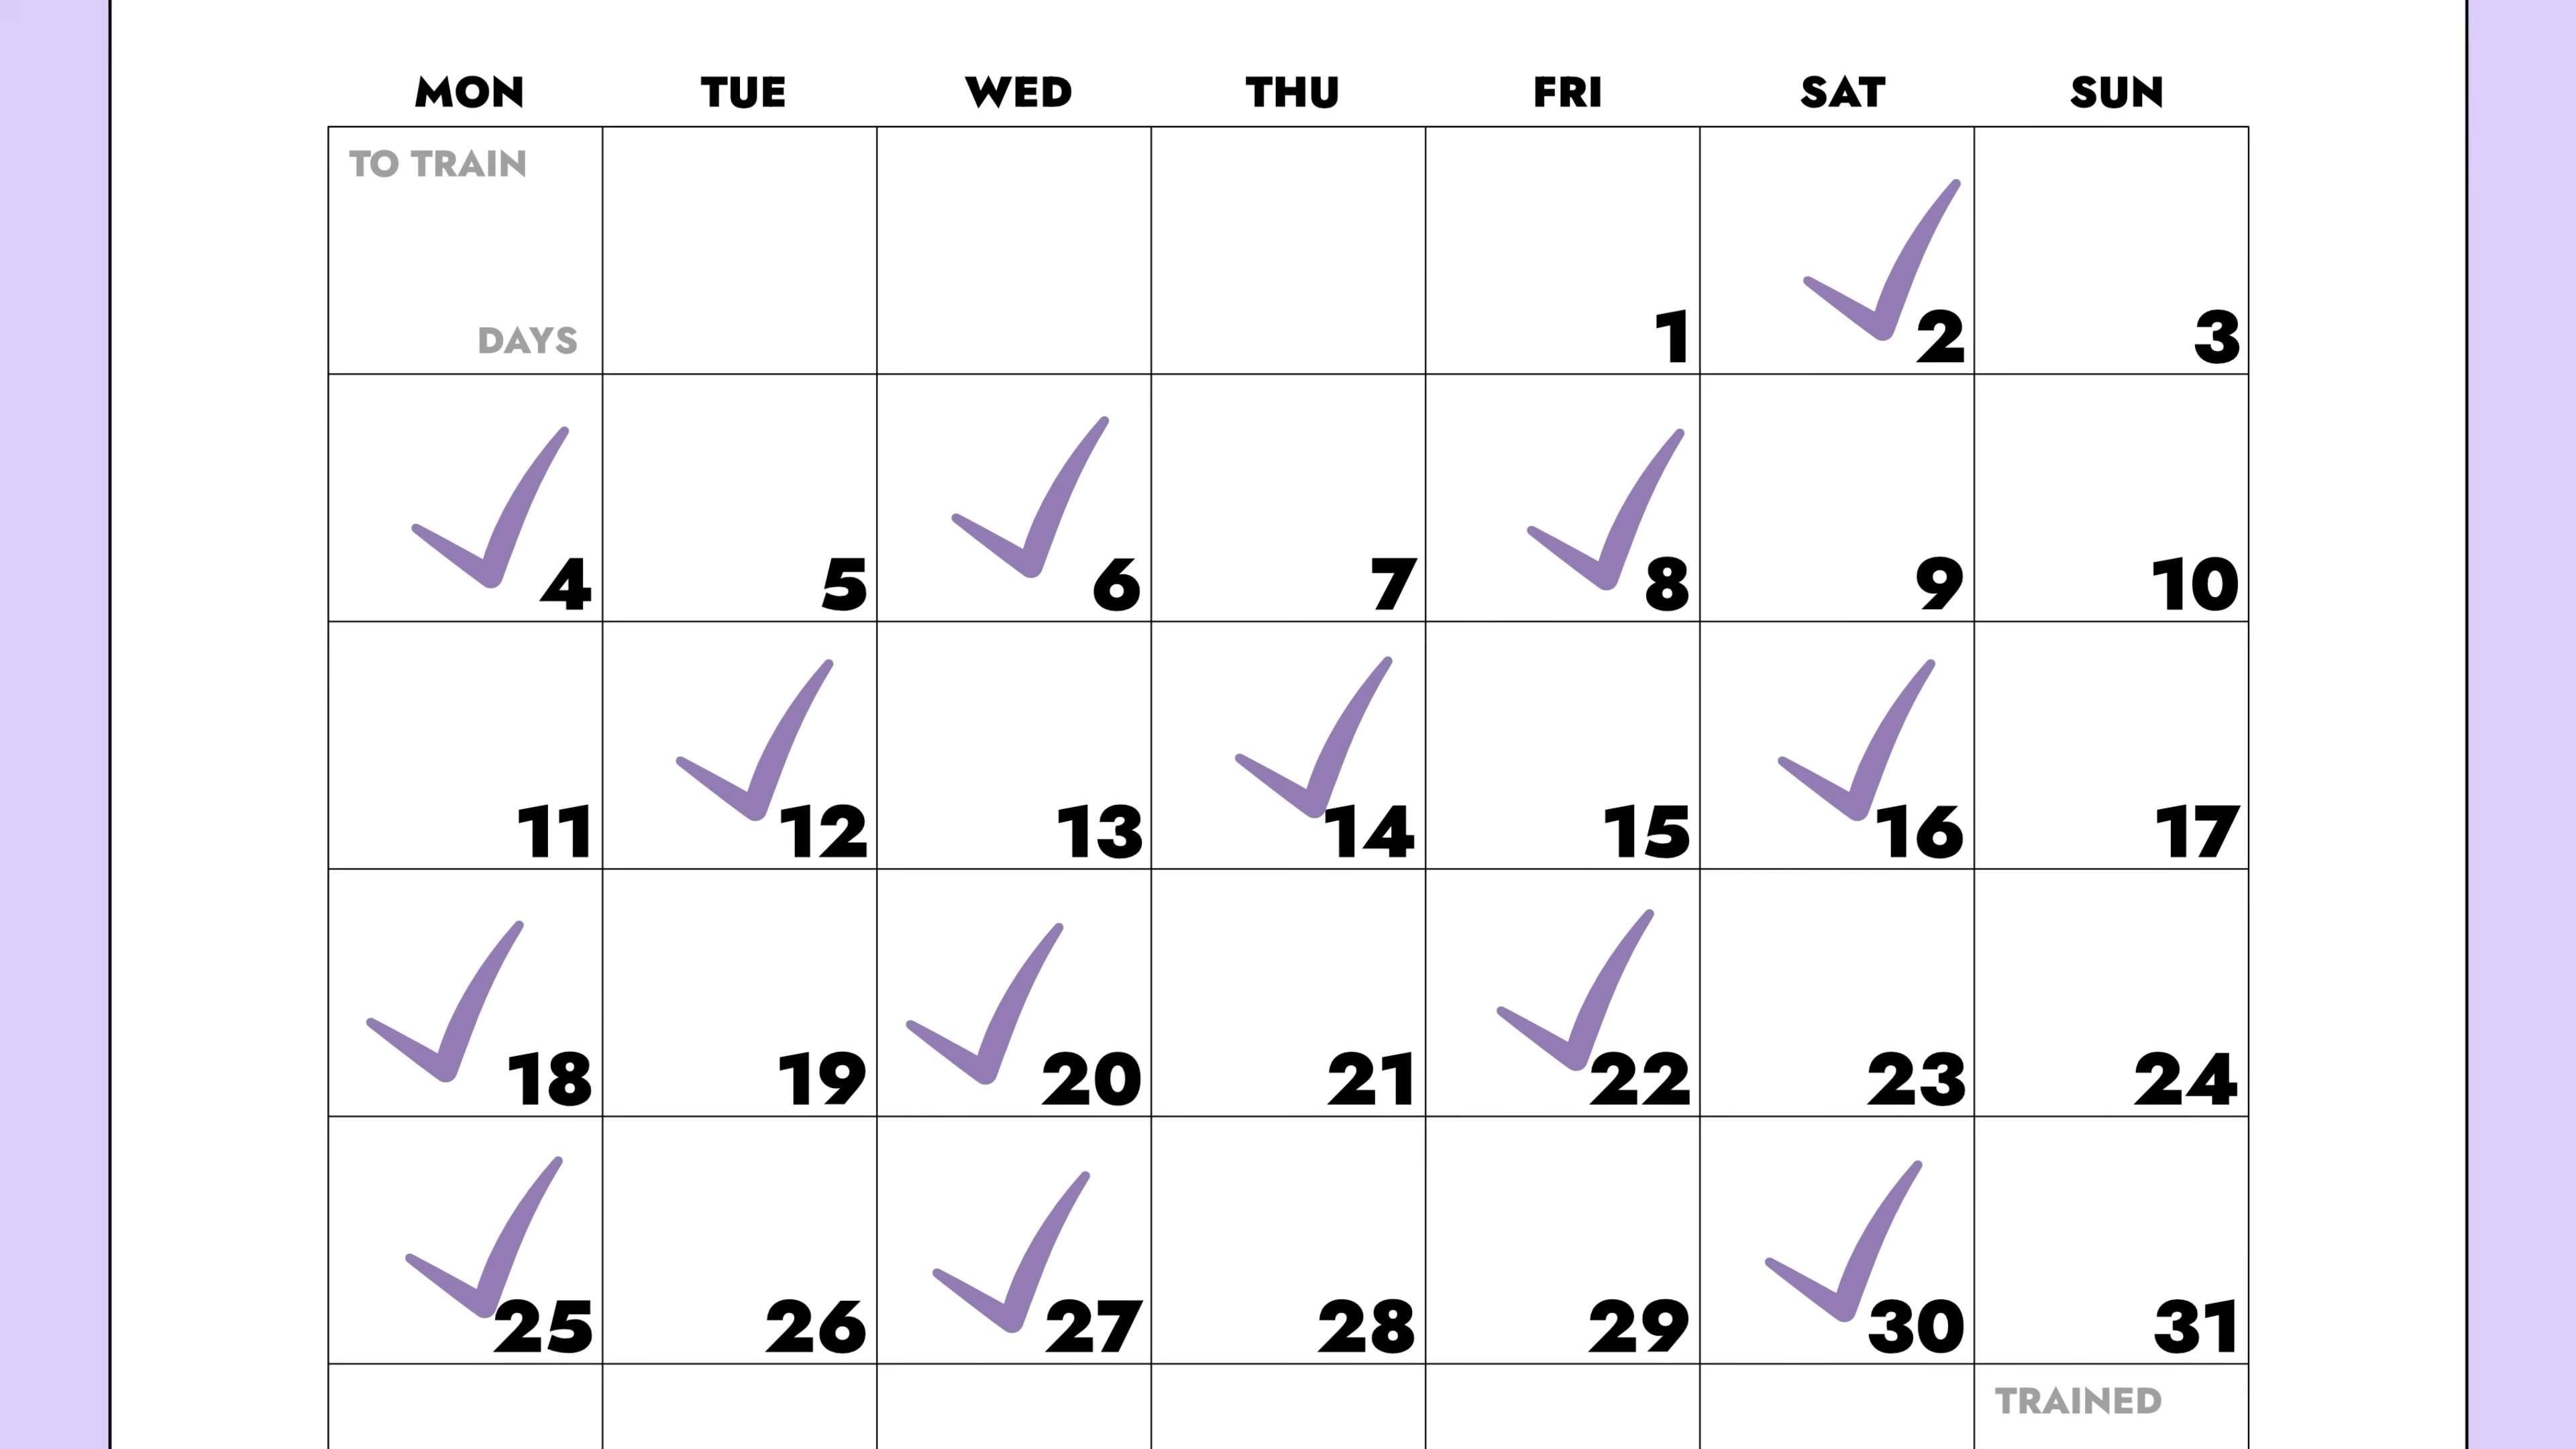 MON TUE WED THU FRI SAT SUN
TO TRAIN
DAYS
1 2 3
4 5 6 7 8 9 10
11 12 13 14 15 16 17
18 19 20 21 22 23 24
25 26 27 28 29 30 31
TRAINED